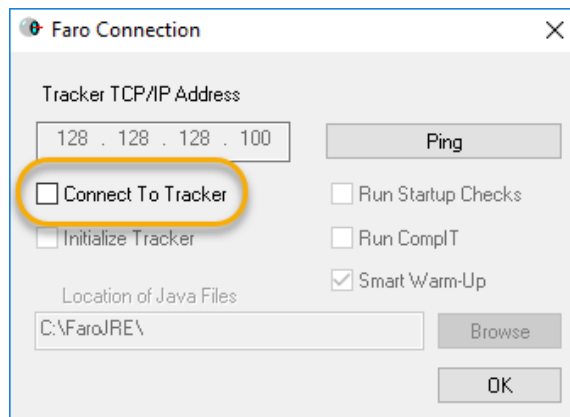 Faro Connection
Tracker TCP/IP Address
128 . 128 . 128 . 100
Ping
Connect To Tracker
Run Startup Checks
Initialize Tracker
Run CompIT
Smart Warm-Up
Location of Java Files
C:\FaroJRE\
Browse
OK